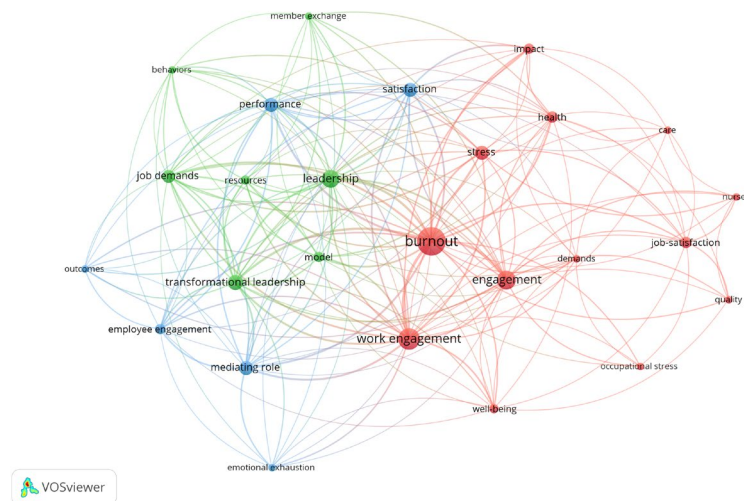 member exchange
impact
behaviors
satisfaction
performance
health
care
stress
job demands
resources
leadership
nurse
burnout
job-satisfaction
model
demands
outcomes
transformational leadership
engagement
quality
employee engagement
work engagement
mediating role
occupational stress
well-being
emotional exhaustion
VOSviewer